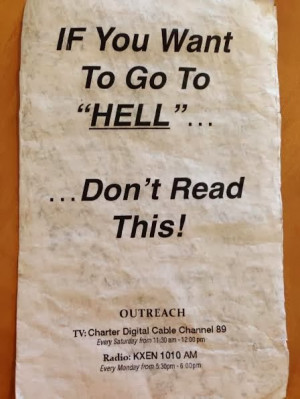 IF You Want
To Go To
“HELL”...
...Don't Read
This!
OUTREACH
TV: Charter Digital Cable Channel 89
Every Saturday from 11:30 am - 12:00 pm
Radio: KXEN 1010 AM
Every Monday from 5:30pm - 6:00pm